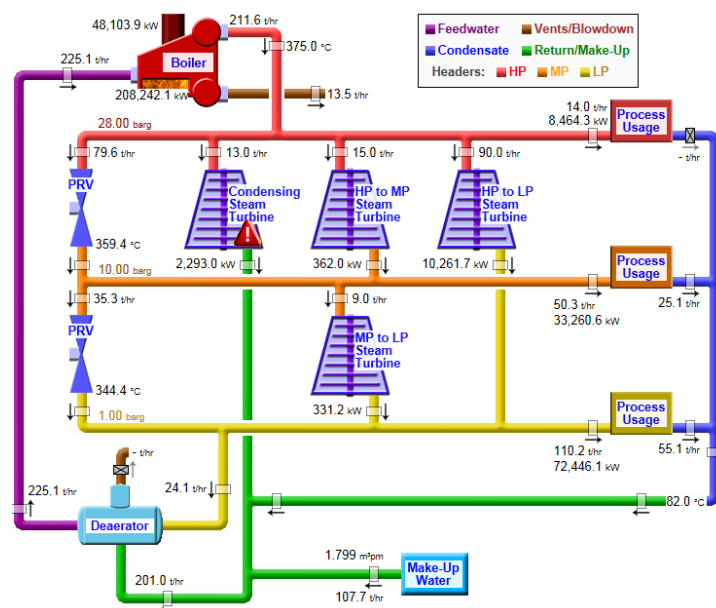 48,103.9 kW
211.6 t/hr
225.1 t/hr
375.0 °C
Boiler
208,242.1 kW
13.5 t/hr
Feedwater
Vents/Blowdown
Condensate
Return/Make-Up
Headers: HP MP LP
28.00 barg
14.0 t/hr
8,464.3 kW
Process
Usage
- t/hr
79.6 t/hr
13.0 t/hr
15.0 t/hr
90.0 t/hr
PRV
Condensing
Steam
Turbine
HP to MP
Steam
Turbine
HP to LP
Steam
Turbine
359.4 °C
2,293.0 kW
362.0 kW
10,261.7 kW
10.00 barg
Process
Usage
35.3 t/hr
9.0 t/hr
50.3 t/hr
33,260.6 kW
25.1 t/hr
PRV
MP to LP
Steam
Turbine
344.4 °C
331.2 kW
1.00 barg
Process
Usage
110.2 t/hr
72,446.1 kW
55.1 t/hr
- t/hr
225.1 t/hr
24.1 t/hr
82.0 °C
Deaerator
201.0 t/hr
1.799 m³pm
107.7 t/hr
Make-Up
Water